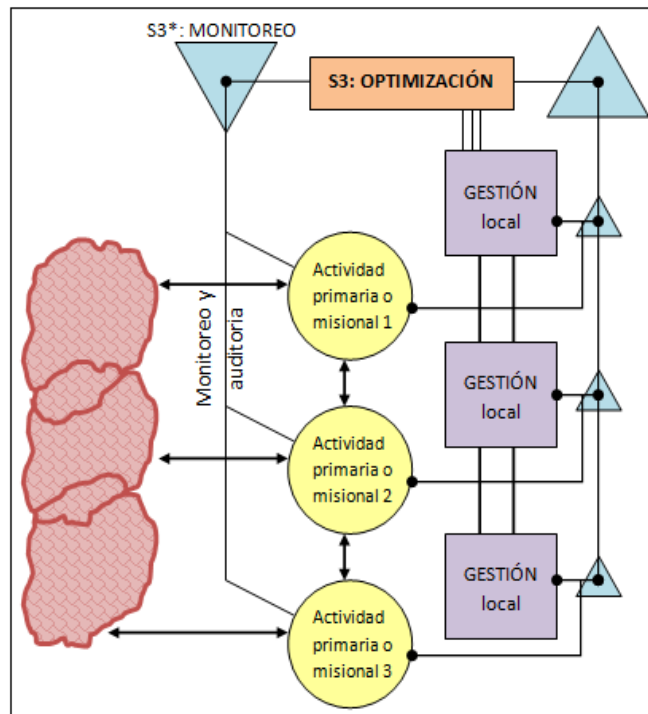 S3*: MONITOREO
S3: OPTIMIZACIÓN
GESTIÓN
local
Actividad
primaria o
misional 1
Monitoreo y
auditoria
GESTIÓN
local
Actividad
primaria o
misional 2
GESTIÓN
local
Actividad
primaria o
misional 3